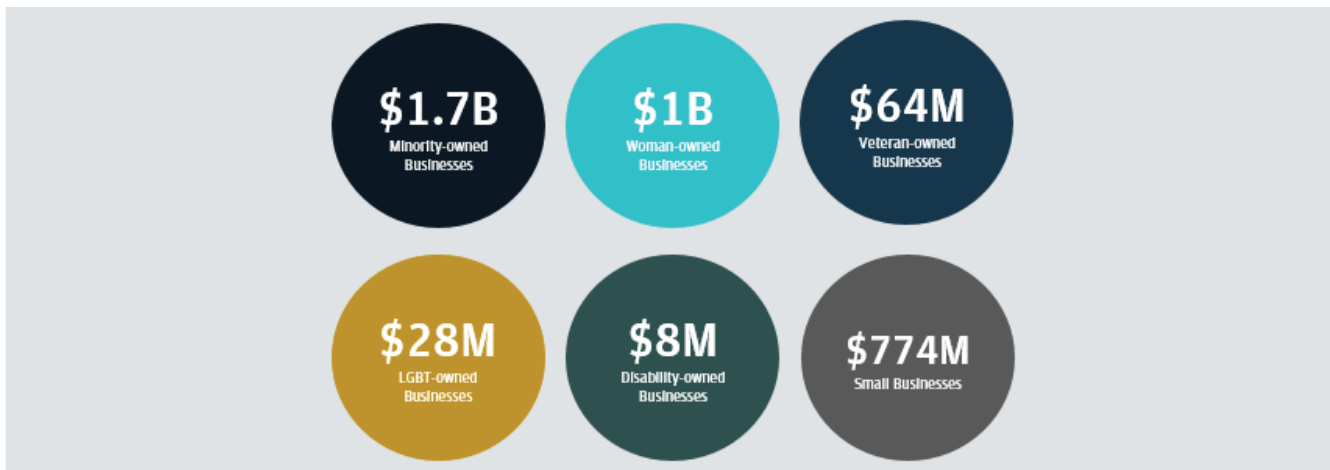 $1.7B
Minority-owned
Businesses
$1B
Woman-owned
Businesses
$64M
Veteran-owned
Businesses
$28M
LGBT-owned
Businesses
$8M
Disability-owned
Businesses
$774M
Small Businesses